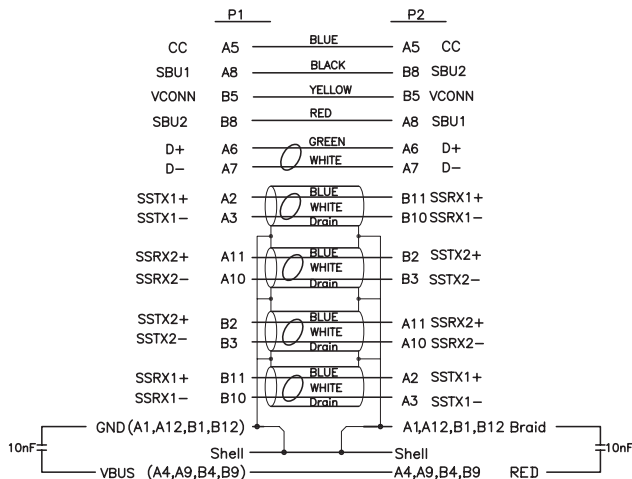 P1 P2
CC A5 BLUE A5 CC
SBU1 A8 BLACK B8 SBU2
VCONN B5 YELLOW B5 VCONN
SBU2 B8 RED A8 SBU1
D+ A6 GREEN A6 D+
D- A7 WHITE A7 D-
SSTX1+ A2 BLUE B11 SSRX1+
SSTX1- A3 WHITE B10 SSRX1-
Drain
SSRX2+ A11 BLUE B2 SSTX2+
SSRX2- A10 WHITE B3 SSTX2-
Drain
SSTX2+ B2 BLUE A11 SSRX2+
SSTX2- B3 WHITE A10 SSRX2-
Drain
SSRX1+ B11 BLUE A2 SSTX1+
SSRX1- B10 WHITE A3 SSTX1-
Drain
GND (A1,A12,B1,B12) A1,A12,B1,B12 Braid
10nF Shell Shell 10nF
VBUS (A4,A9,B4,B9) A4,A9,B4,B9 RED